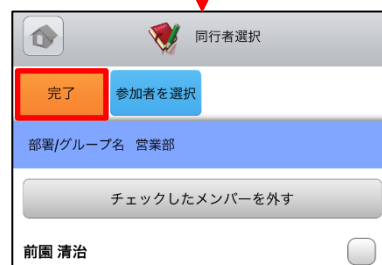 同行者選択
完了 参加者を選択
部署/グループ名 営業部
チェックしたメンバーを外す
前園 清治